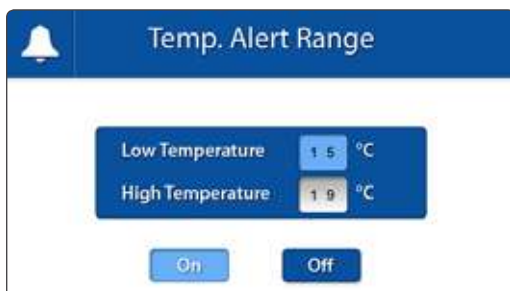 Temp. Alert Range
Low Temperature 15 °C
High Temperature 19 °C
On Off